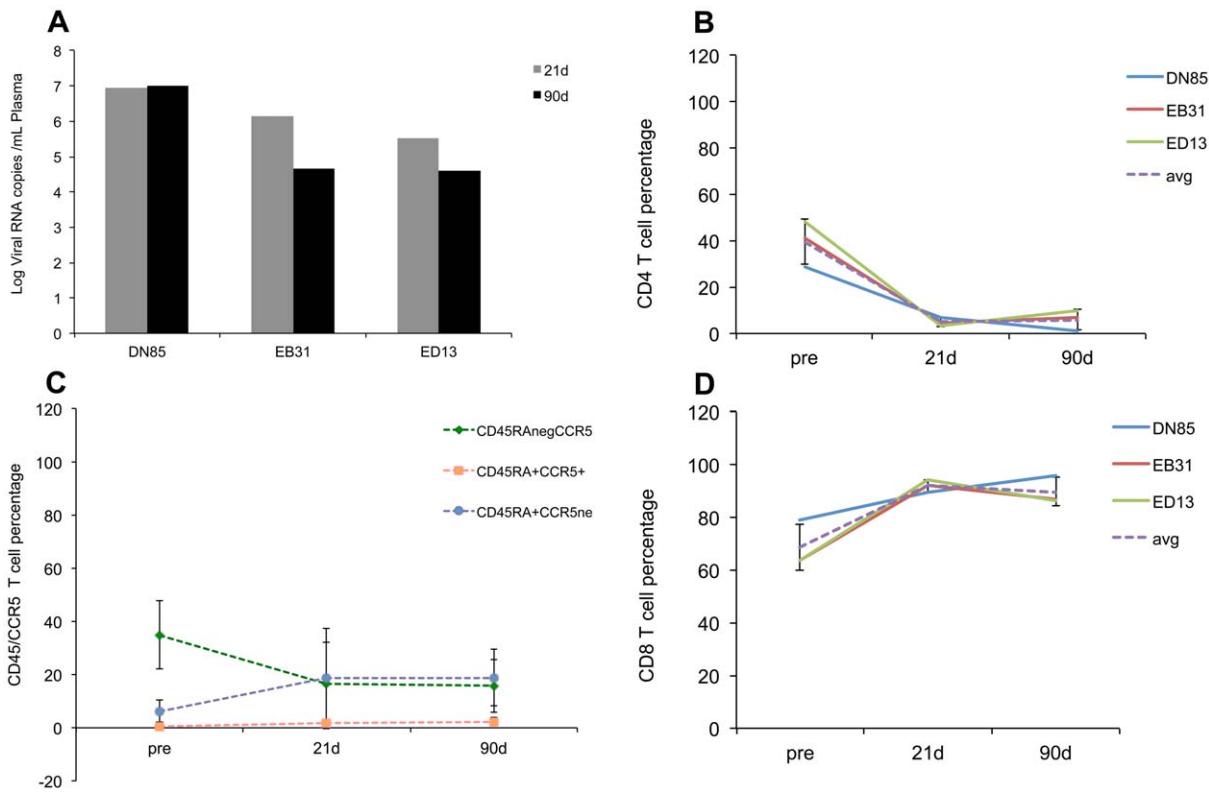 A
Log Viral RNA copies /mL Plasma
8
7
6
5
4
3
2
1
0
DN85
EB31
ED13
21d
90d
B
CD4 T cell percentage
120
100
80
60
40
20
0
pre
21d
90d
DN85
EB31
ED13
avg
C
CD45/CCR5 T cell percentage
120
100
80
60
40
20
0
-20
pre
21d
90d
CD45RAnegCCR5
CD45RA+CCR5+
CD45RA+CCR5ne
D
CD8 T cell percentage
120
100
80
60
40
20
0
pre
21d
90d
DN85
EB31
ED13
avg